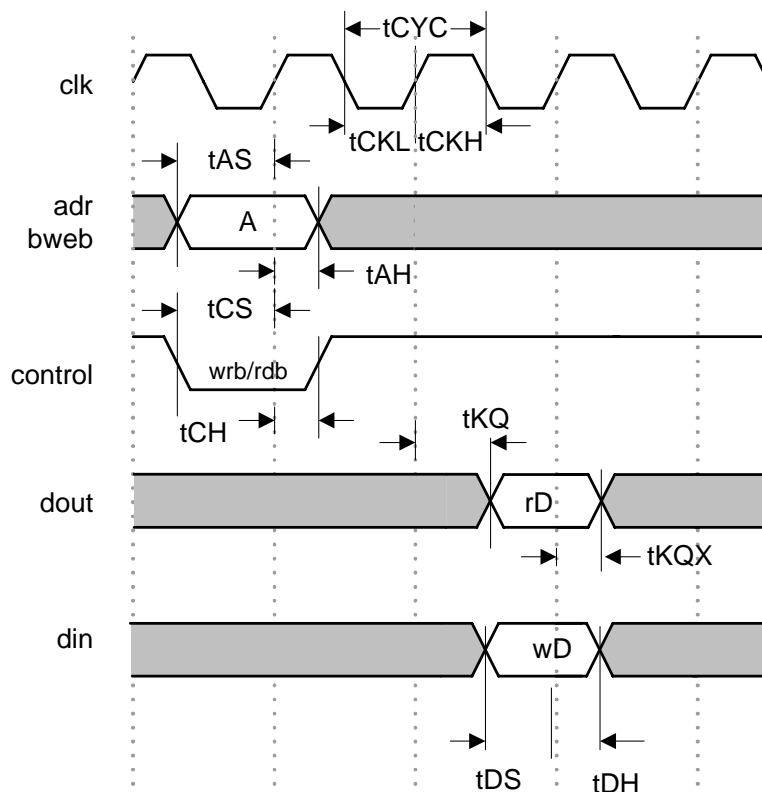 tCYC
clk
tCKL tCKH
tAS
adr
bweb
A
tAH
tCS
control
wrb/rdb
tCH
tKQ
dout
rD
tKQX
din
wD
tDS
tDH